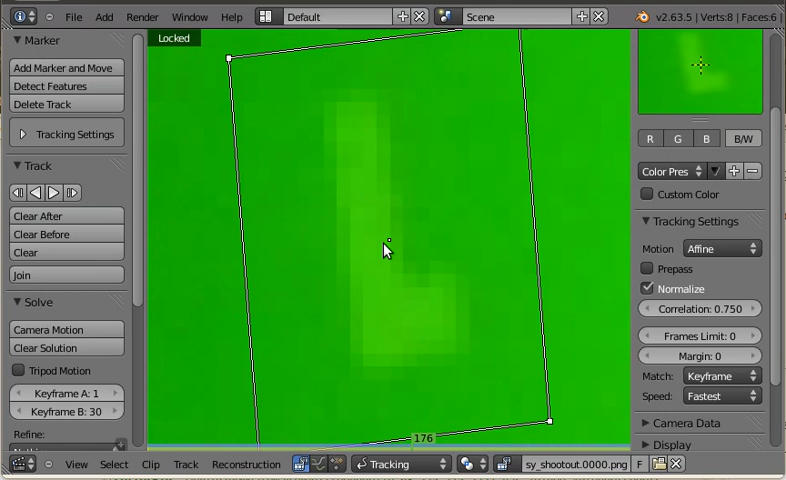 File Add Render Window Help Default Scene v2.63.5 | Verts:8 | Faces:6 |
Marker
Locked
Add Marker and Move
Detect Features
Delete Track
R G B B/W
Tracking Settings
Color Pres
Track
Custom Color
Clear After
Tracking Settings
Clear Before
Motion Affine
Clear
Prepass
Join
Normalize
Solve
Correlation: 0.750
Camera Motion
Frames Limit: 0
Clear Solution
Margin: 0
Tripod Motion
Match: Keyframe
Keyframe A: 1
Speed: Fastest
Keyframe B: 30
Camera Data
Refine:
176
Display
View Select Clip Track Reconstruction Tracking sy_shootout.0000.png F